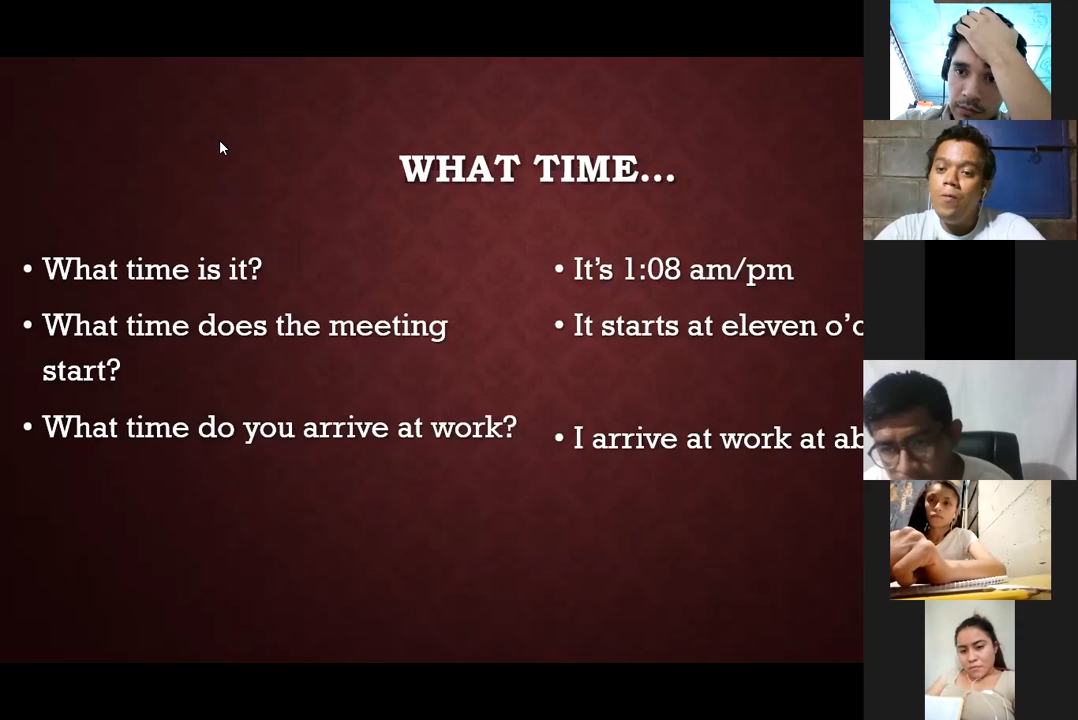 WHAT TIME...
• What time is it?
• What time does the meeting
start?
• What time do you arrive at work?
• It's 1:08 am/pm
• It starts at eleven
• I arrive at work at